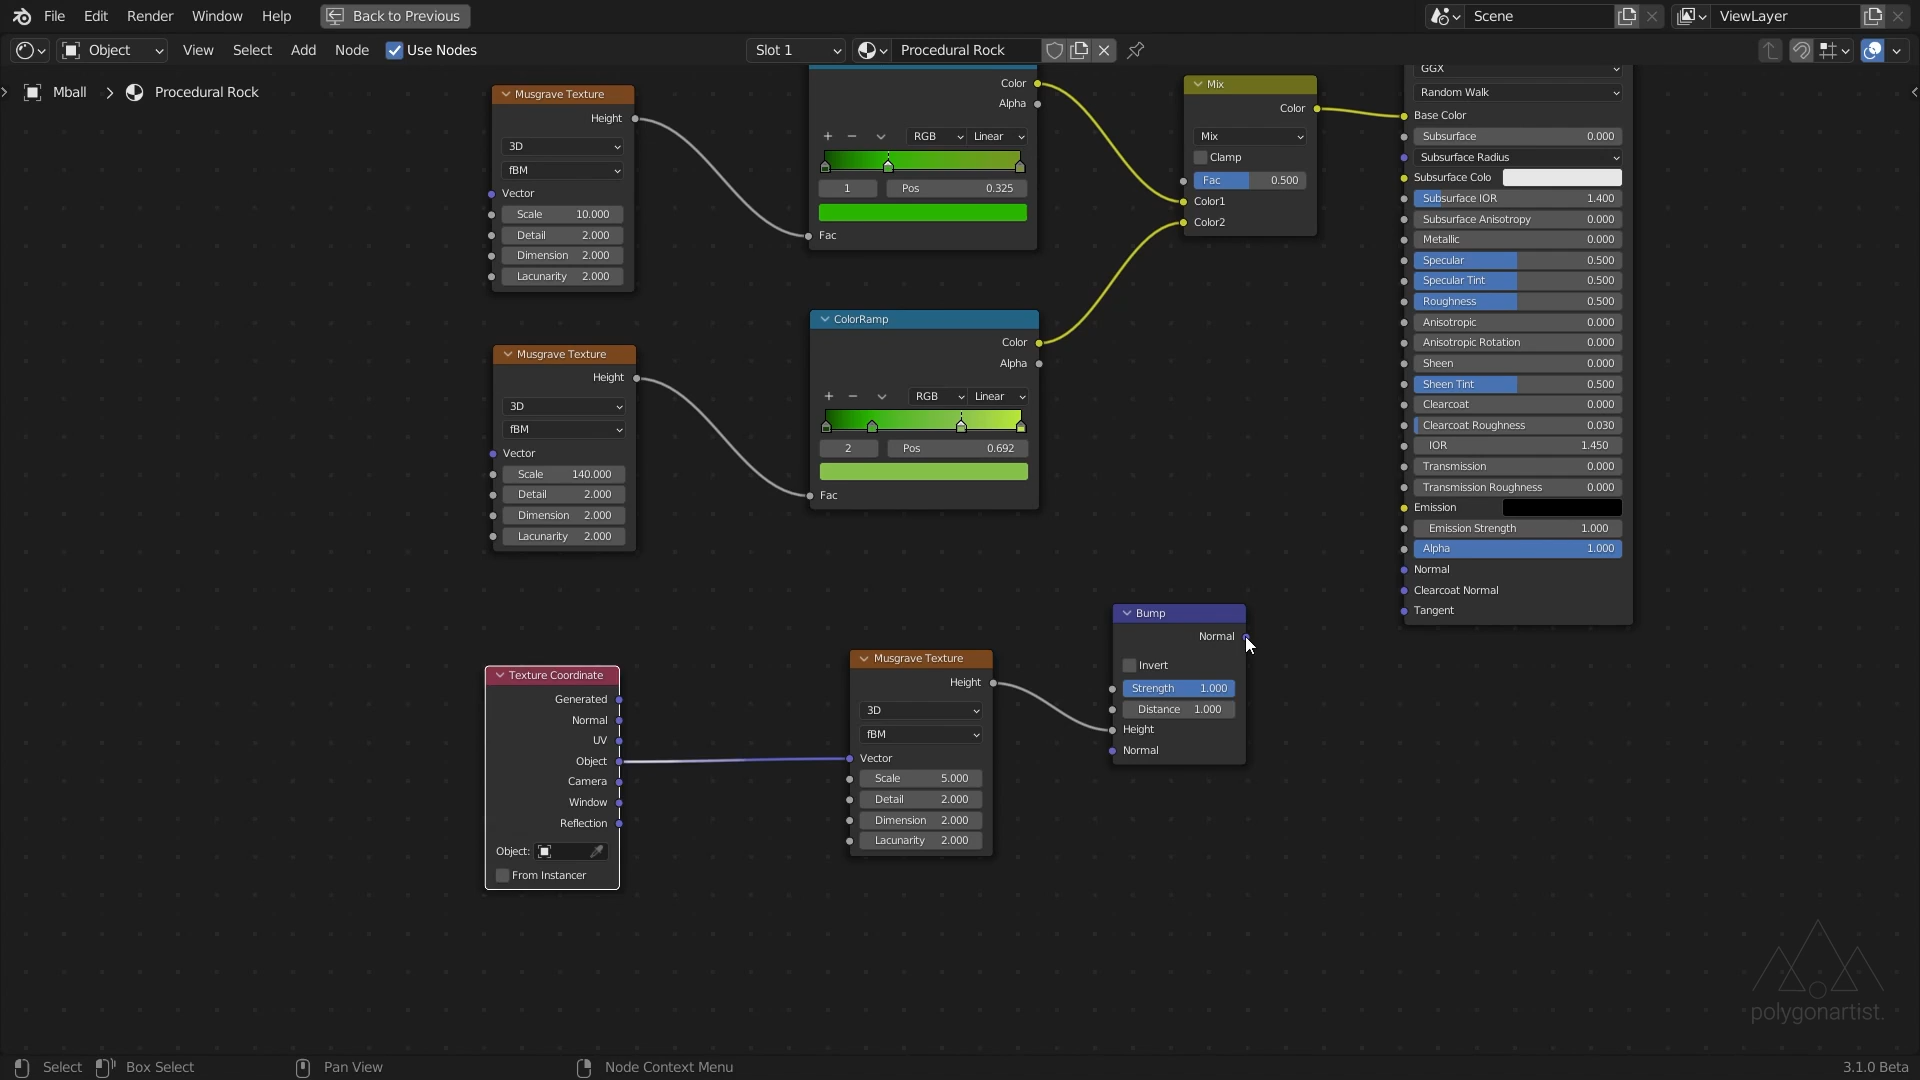 File Edit Render Window Help Back to Previous Scene ViewLayer
Object View Select Add Node Use Nodes Slot 1 Procedural Rock
Mball Procedural Rock
Musgrave Texture
Height
3D
fBM
Vector
Scale 10.000
Detail 2.000
Dimension 2.000
Lacunarity 2.000
Color
Alpha
+ − RGB Linear
1 Pos 0.325
Fac
Mix
Color
Mix
Clamp
Fac 0.500
Color1
Color2
GGX
Random Walk
Base Color
Subsurface 0.000
Subsurface Radius
Subsurface Colo
Subsurface IOR 1.400
Subsurface Anisotropy 0.000
Metallic 0.000
Specular 0.500
Specular Tint 0.500
Roughness 0.500
Anisotropic 0.000
Anisotropic Rotation 0.000
Sheen 0.000
Sheen Tint 0.500
Clearcoat 0.000
Clearcoat Roughness 0.030
IOR 1.450
Transmission 0.000
Transmission Roughness 0.000
Emission
Emission Strength 1.000
Alpha 1.000
Normal
Clearcoat Normal
Tangent
Musgrave Texture
Height
3D
fBM
Vector
Scale 140.000
Detail 2.000
Dimension 2.000
Lacunarity 2.000
ColorRamp
Color
Alpha
+ − RGB Linear
2 Pos 0.692
Fac
Texture Coordinate
Generated
Normal
UV
Object
Camera
Window
Reflection
Object:
From Instancer
Musgrave Texture
Height
3D
fBM
Vector
Scale 5.000
Detail 2.000
Dimension 2.000
Lacunarity 2.000
Bump
Normal
Invert
Strength 1.000
Distance 1.000
Height
Normal
polygonartist.
Select Box Select Pan View Node Context Menu 3.1.0 Beta